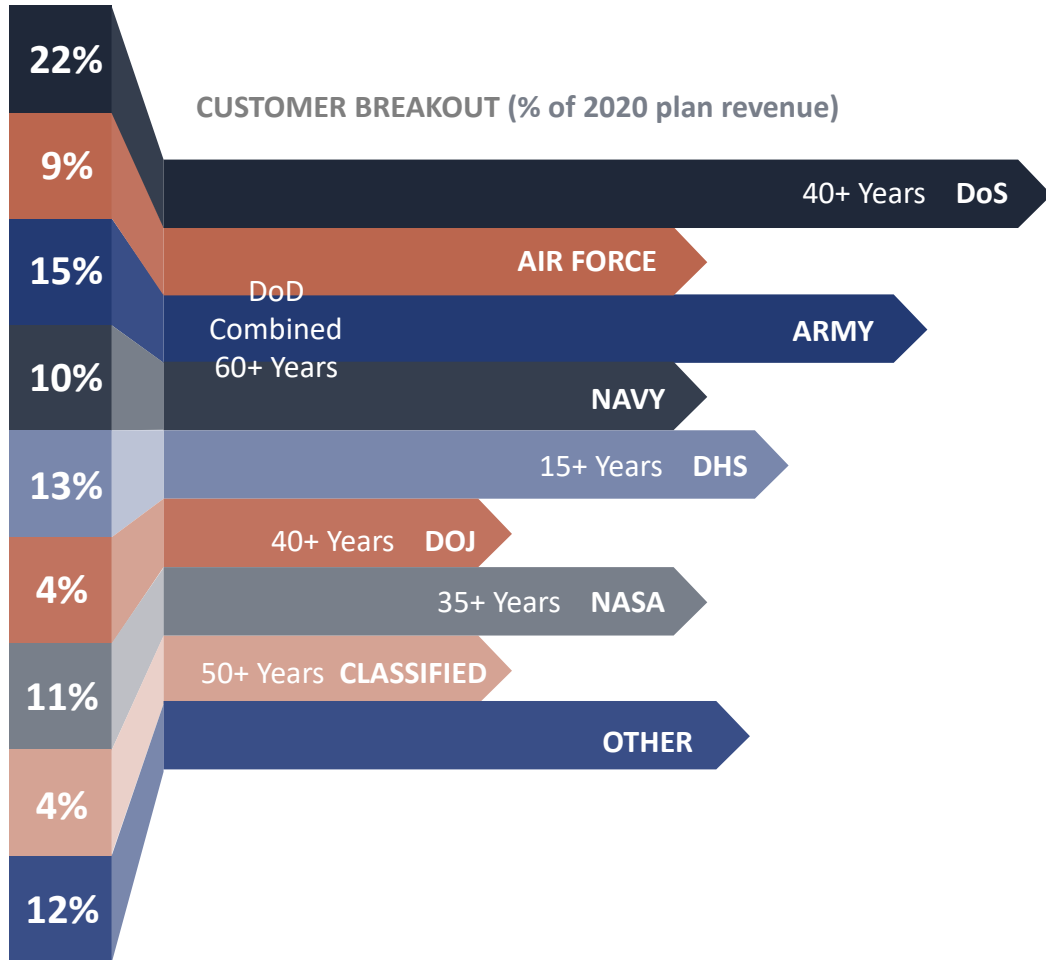 22%
CUSTOMER BREAKOUT (% of 2020 plan revenue)
9%
40+ Years DoS
15%
AIR FORCE
DoD
Combined
60+ Years
ARMY
10%
NAVY
13%
15+ Years DHS
4%
40+ Years DOJ
11%
35+ Years NASA
4%
50+ Years CLASSIFIED
12%
OTHER